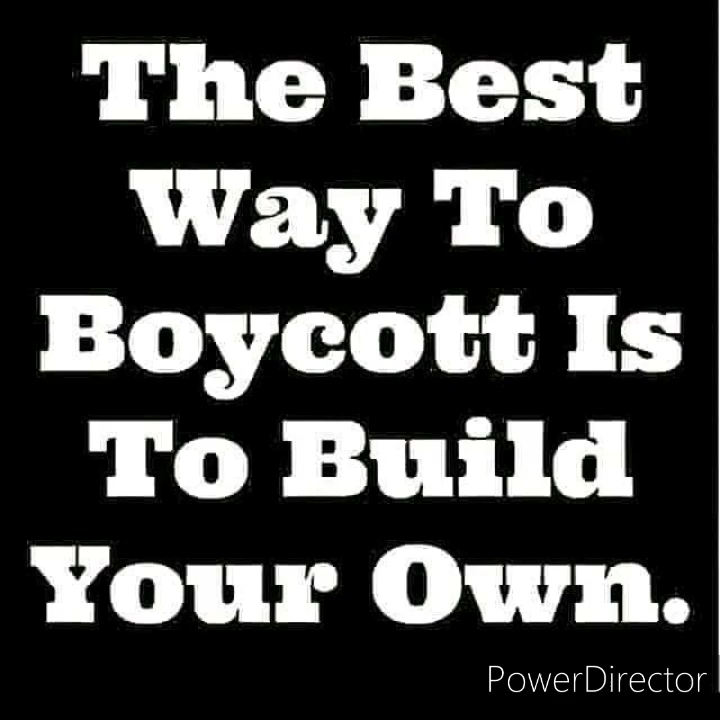 The Best
Way To
Boycott Is
To Build
Your Own.
PowerDirector